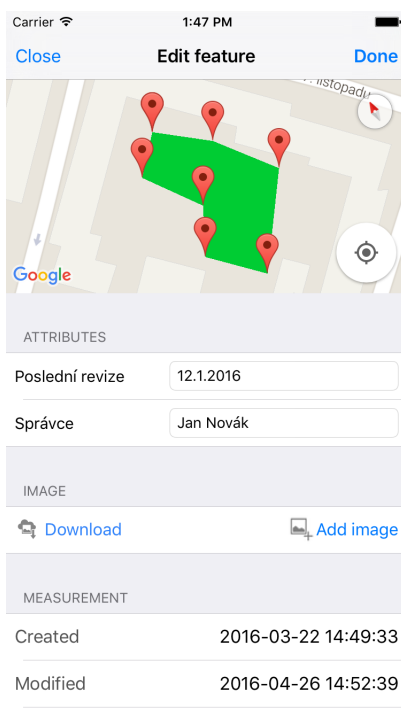 Carrier 1:47 PM
Close Edit feature Done
. listopadu
Google
ATTRIBUTES
Poslední revize 12.1.2016
Správce Jan Novák
IMAGE
Download Add image
MEASUREMENT
Created 2016-03-22 14:49:33
Modified 2016-04-26 14:52:39